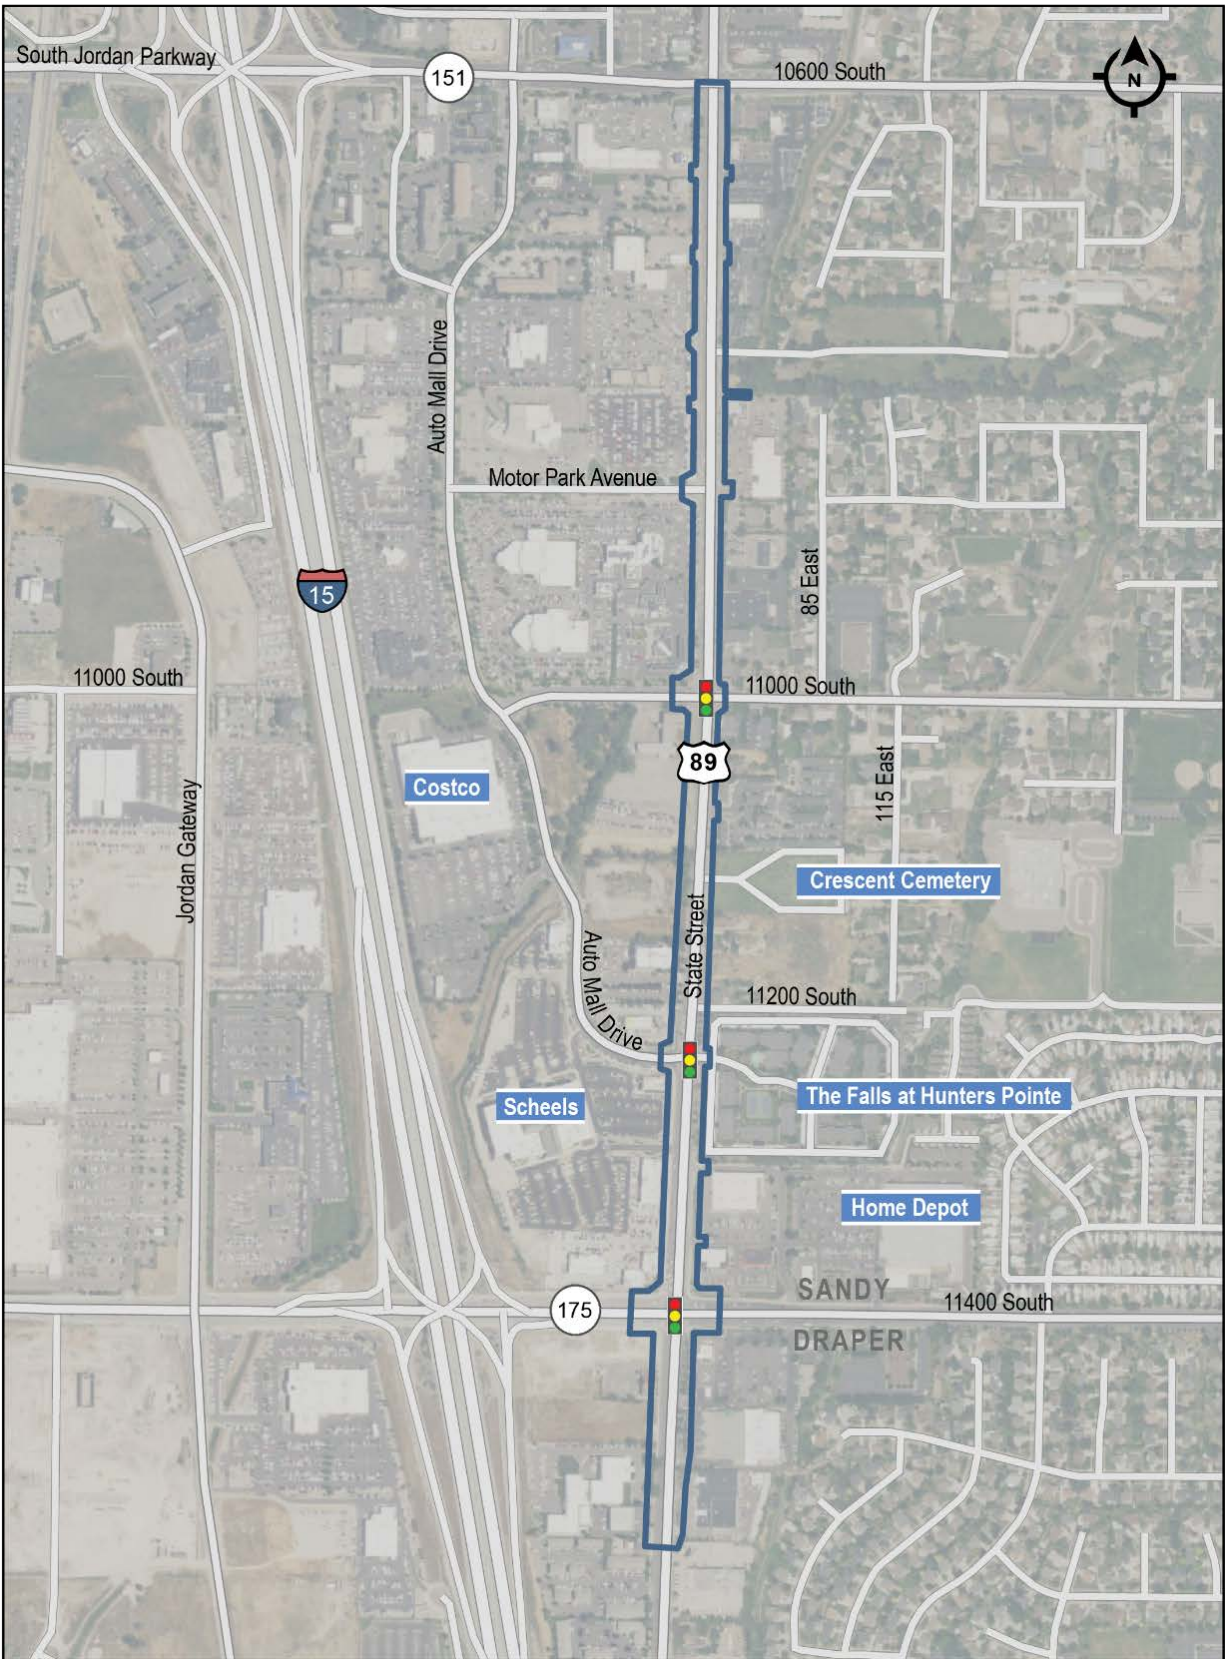 South Jordan Parkway
151
10600 South
N
Auto Mall Drive
Motor Park Avenue
85 East
15
11000 South
11000 South
89
Costco
115 East
Jordan Gateway
Crescent Cemetery
State Street
Auto Mall Drive
11200 South
The Falls at Hunters Pointe
Scheels
Home Depot
SANDY
11400 South
175
DRAPER